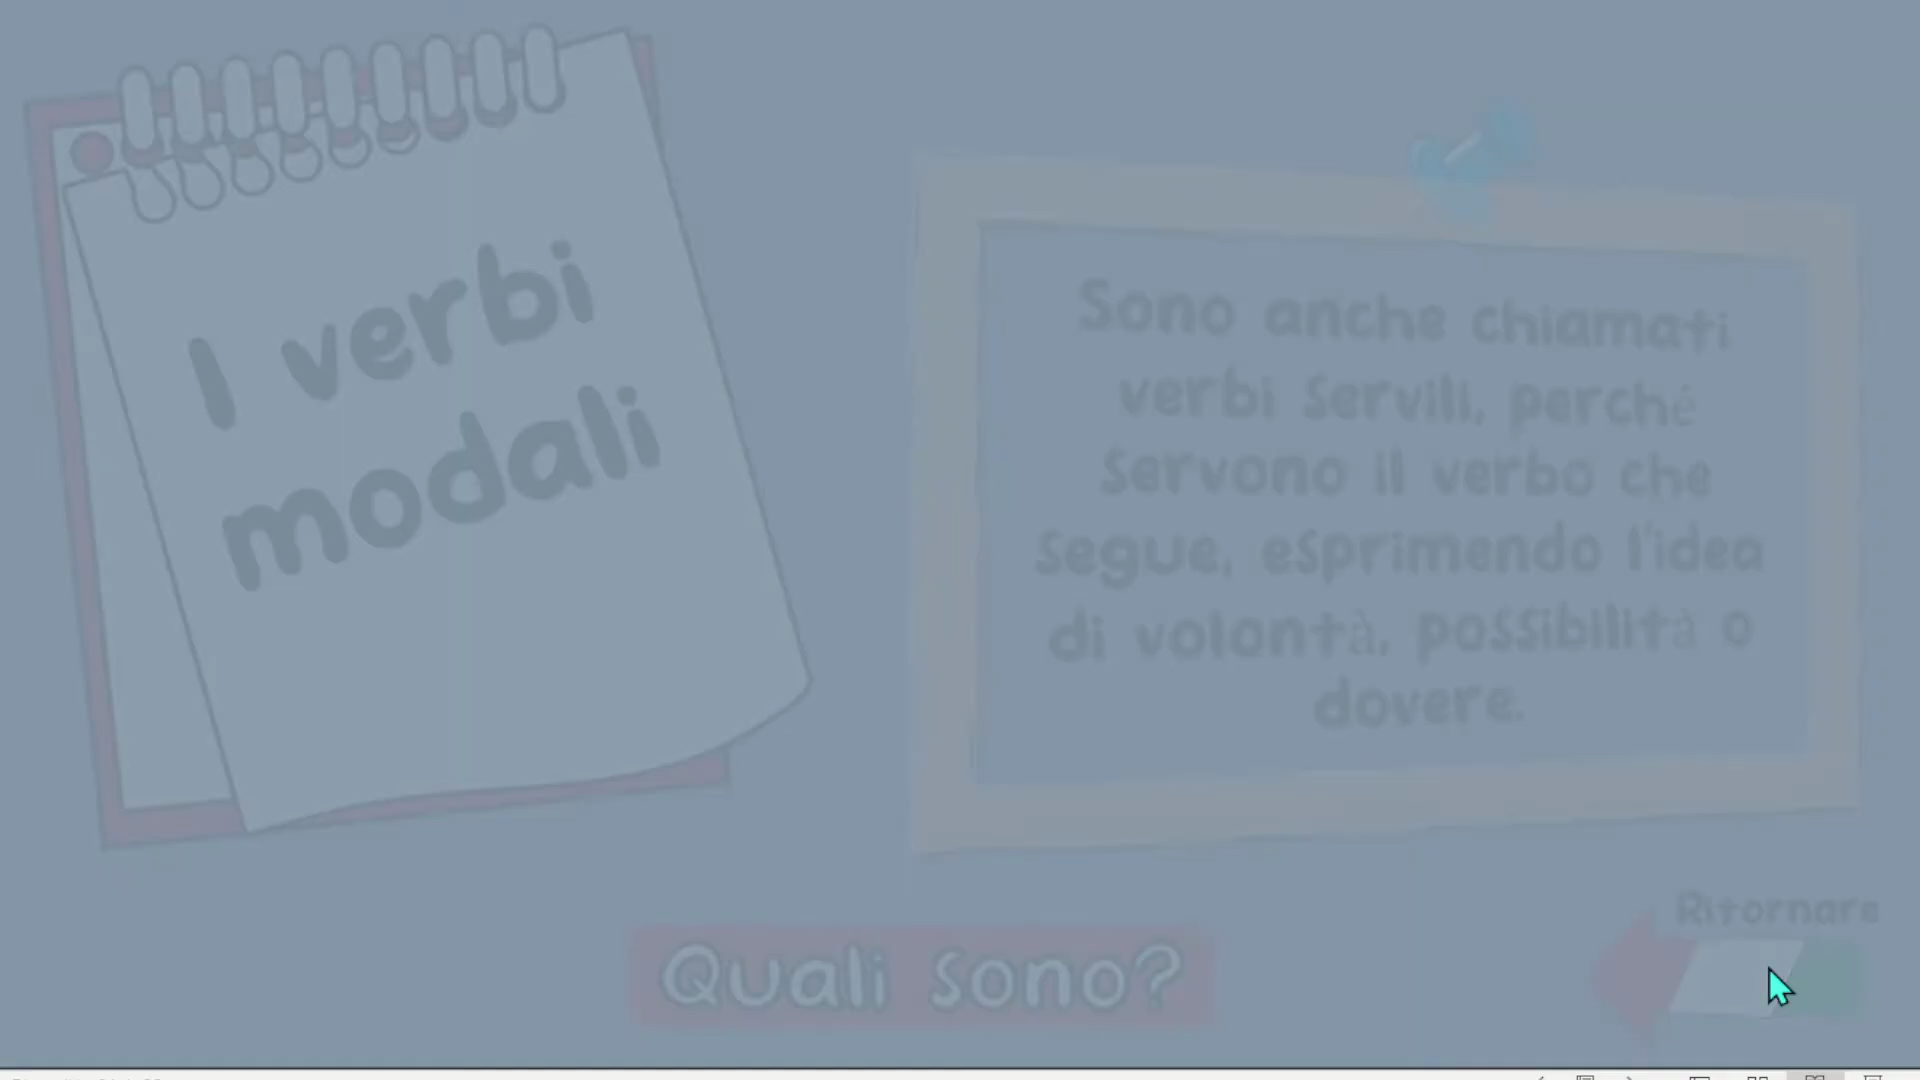 I verbi
modali
Sono anche chiamati
verbi servili, perché
servono il verbo che
segue, esprimendo l'idea
di volontà, possibilità o
dovere.
Quali sono?
Ritornare